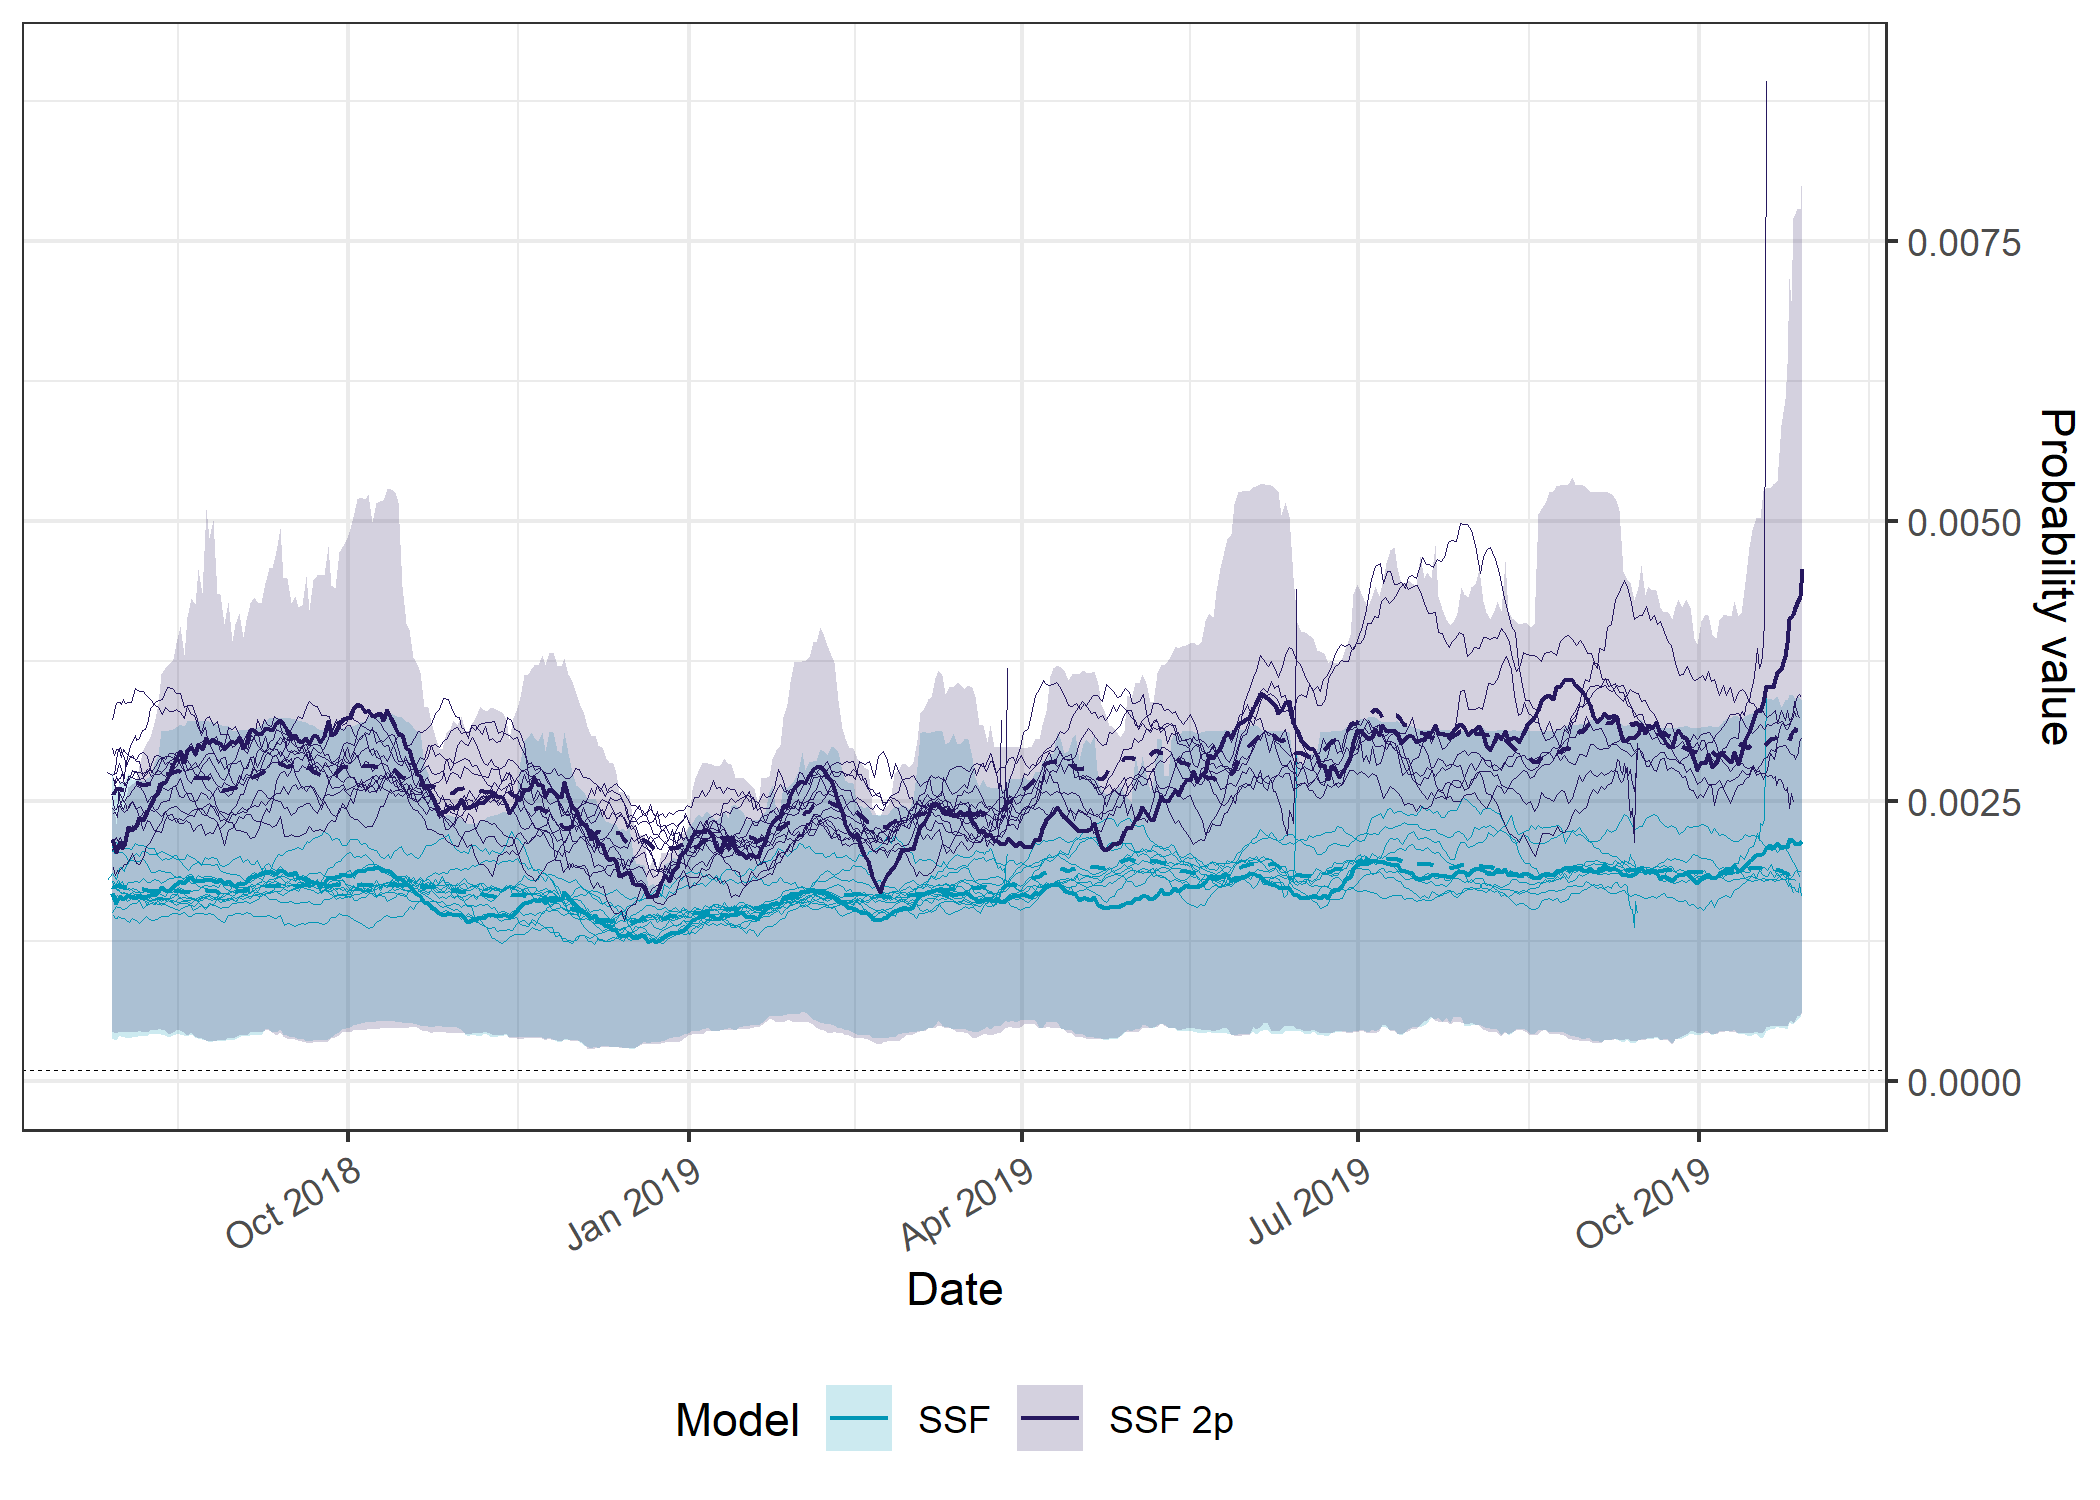 0.0075
0.0050
0.0025
0.0000
Probability value
Oct 2018
Jan 2019
Apr 2019
Jul 2019
Oct 2019
Date
Model
SSF
SSF 2p